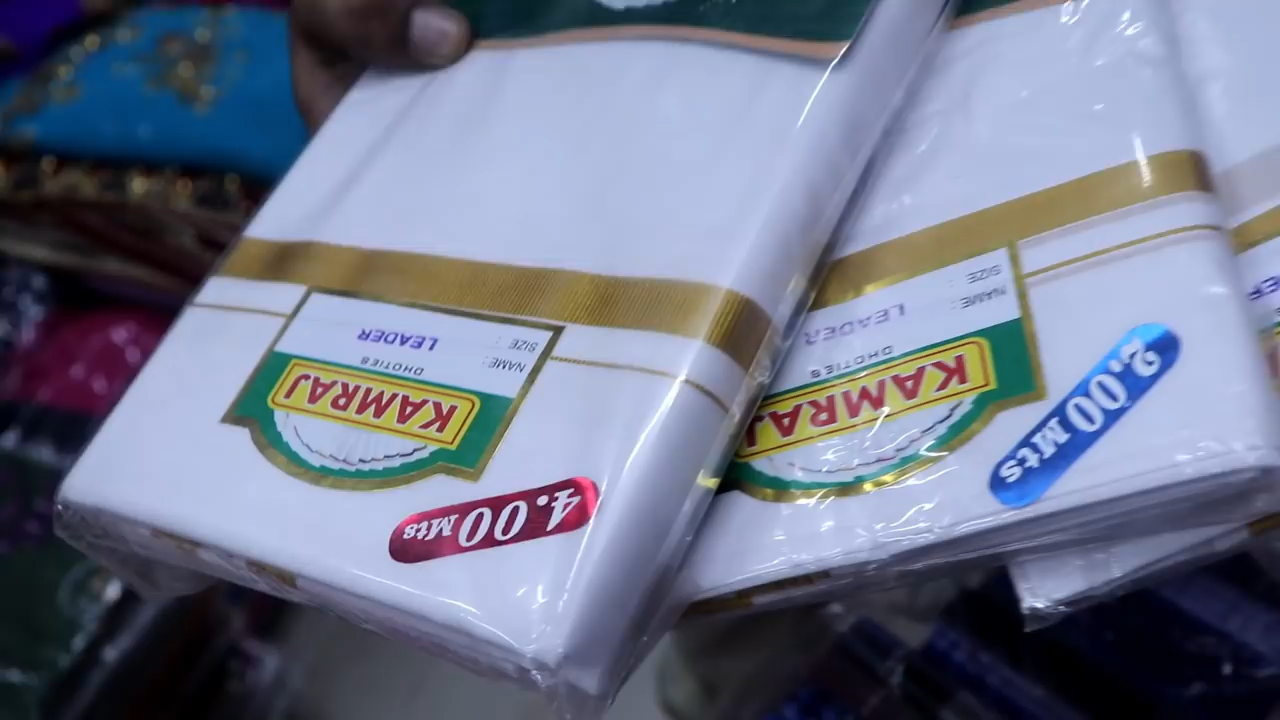 KAMRAJ
DHOTIES
NAME:
LEADER
SIZE :
4.00 Mts
KAMRAJ
DHOTIES
NAME:
LEADER
SIZE :
2.00 Mts